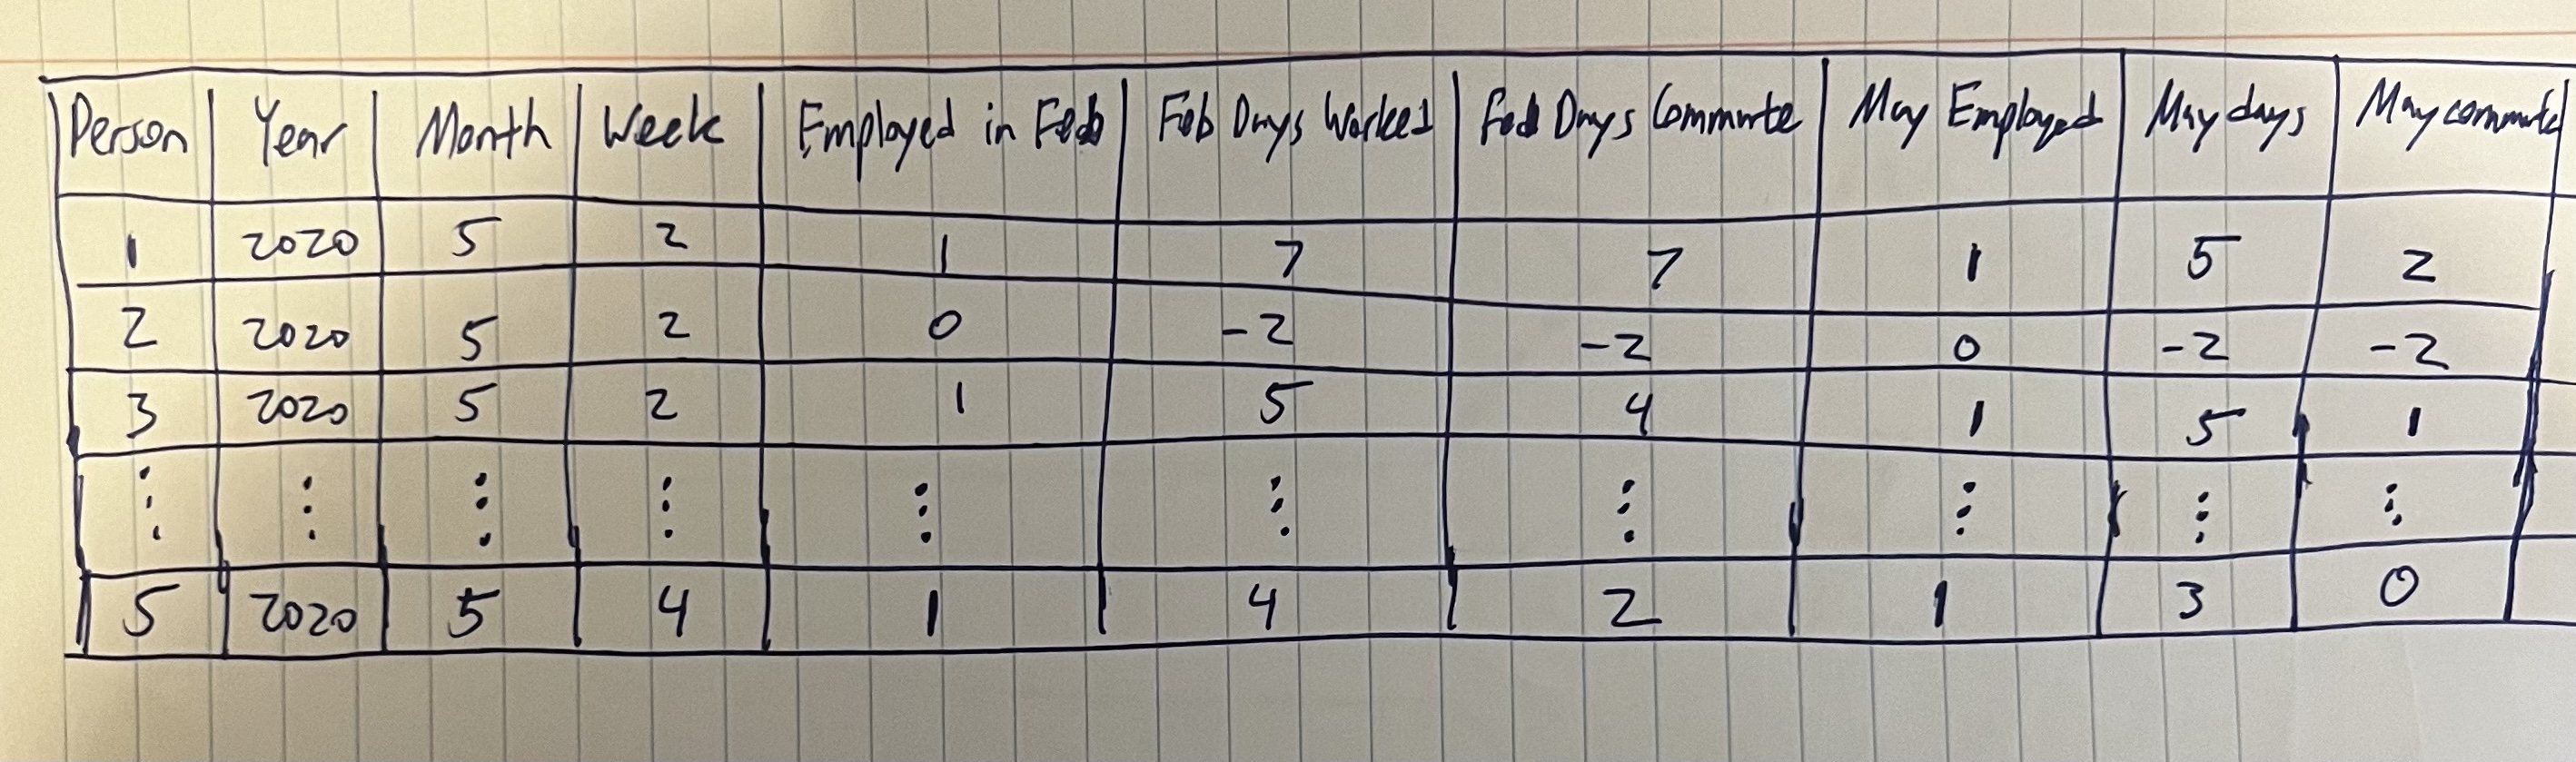 Person Year Month Week Employed in Feb Feb Days Worked Feb Days Commute May Employed May days May commute
1 2020 5 2 1 7 7 1 5 2
2 2020 5 2 0 -2 -2 0 -2 -2
3 2020 5 2 1 5 4 1 5 1
⋮ ⋮ ⋮ ⋮ ⋮ ⋮ ⋮ ⋮ ⋮ ⋮
5 2020 5 4 1 4 2 1 3 0